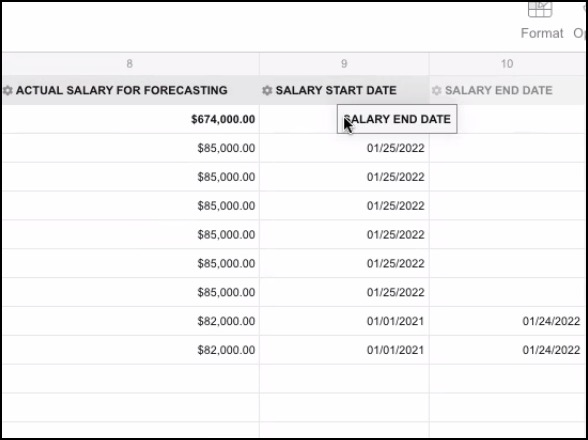 Format
8 9 10
ACTUAL SALARY FOR FORECASTING SALARY START DATE SALARY END DATE
$674,000.00 SALARY END DATE
$85,000.00 01/25/2022
$85,000.00 01/25/2022
$85,000.00 01/25/2022
$85,000.00 01/25/2022
$85,000.00 01/25/2022
$85,000.00 01/25/2022
$82,000.00 01/01/2021 01/24/2022
$82,000.00 01/01/2021 01/24/2022